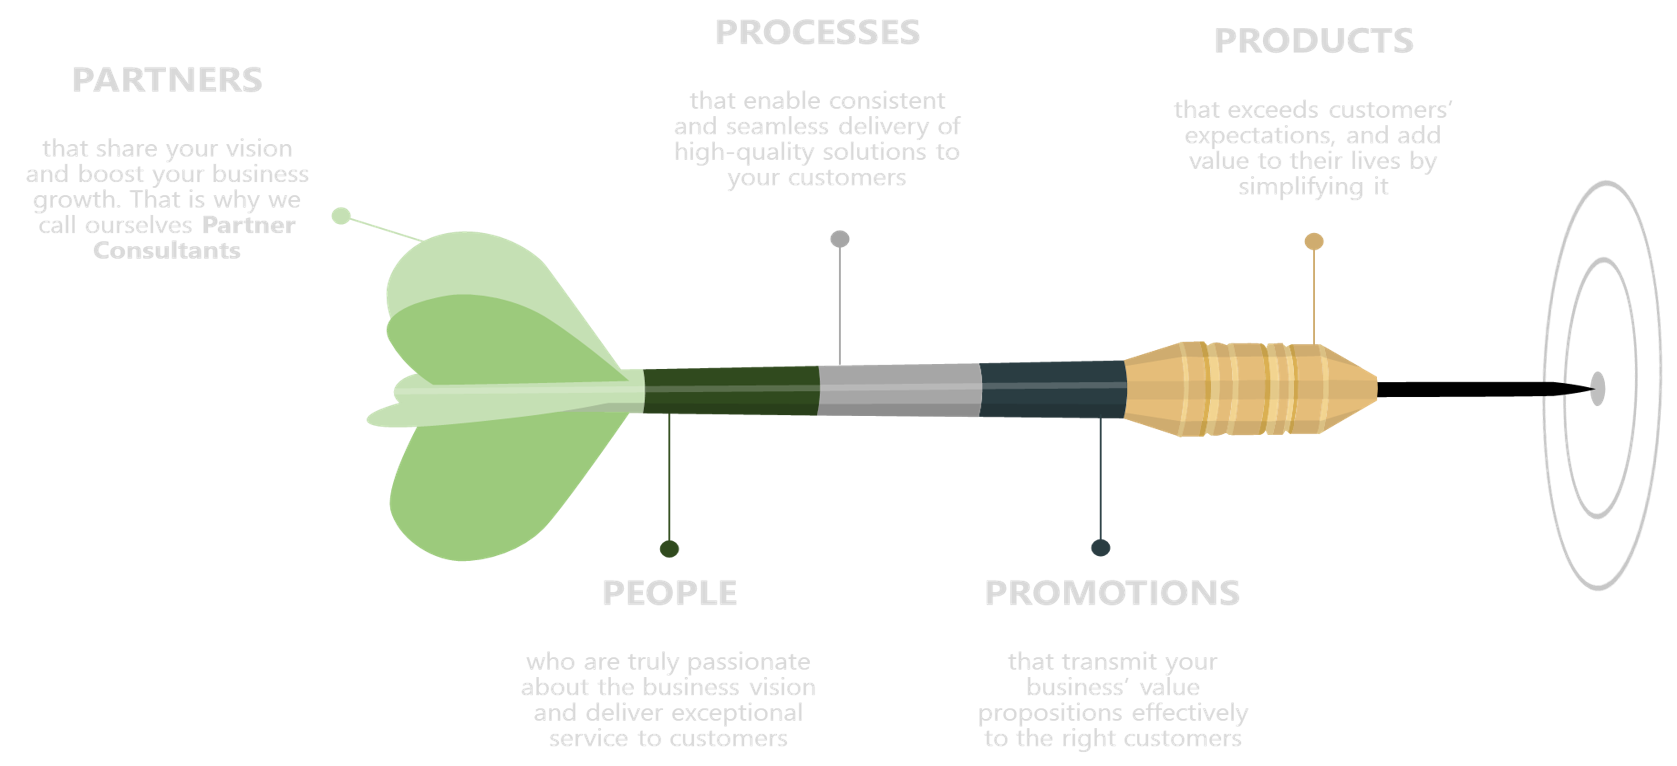 PARTNERS
that share your vision
and boost your business
growth. That is why we
call ourselves Partner
Consultants
PROCESSES
that enable consistent
and seamless delivery of
high-quality solutions to
your customers
PRODUCTS
that exceeds customers’
expectations, and add
value to their lives by
simplifying it
PEOPLE
who are truly passionate
about the business vision
and deliver exceptional
service to customers
PROMOTIONS
that transmit your
business’ value
propositions effectively
to the right customers